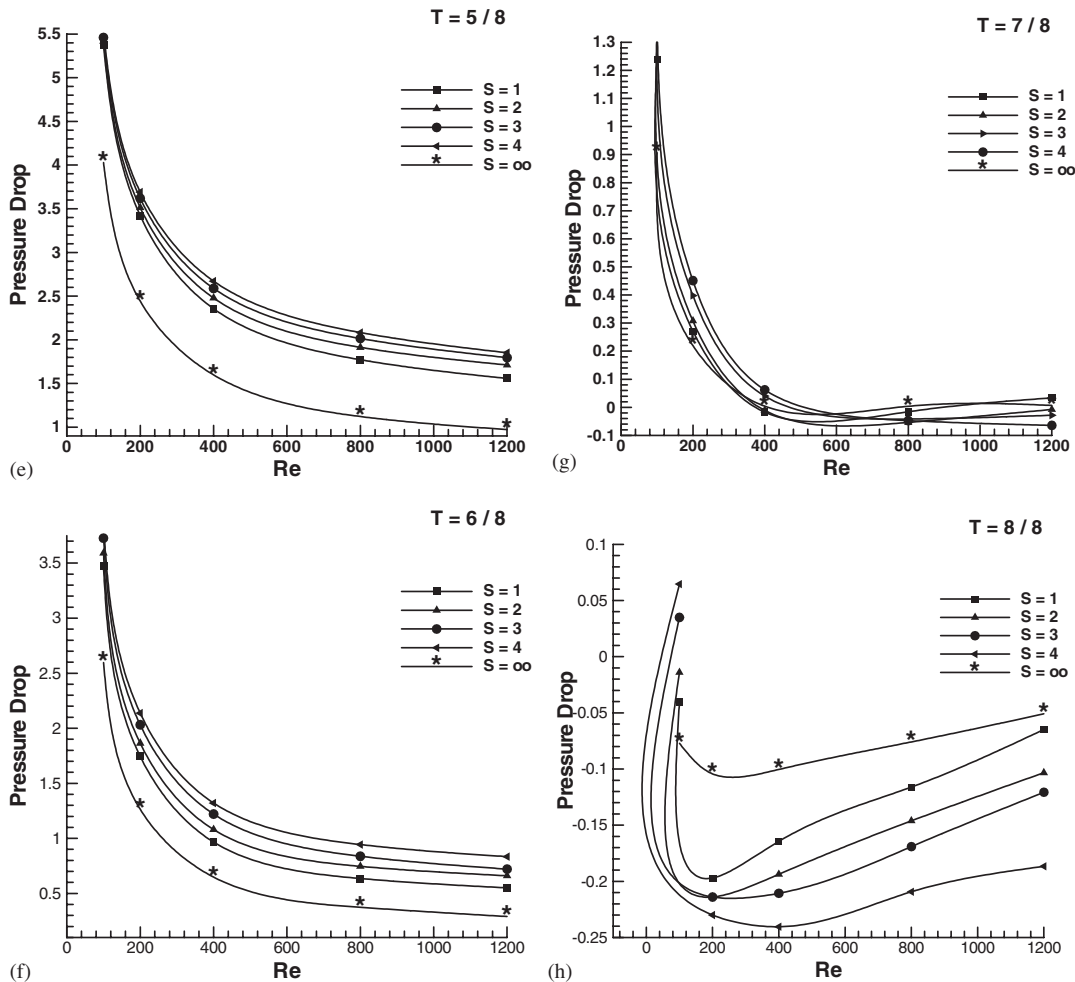 T = 5 / 8
5.5
5
4.5
4
3.5
3
2.5
2
1.5
1
Pressure Drop
S = 1
S = 2
S = 3
S = 4
S = oo
0 200 400 600 800 1000 1200
Re
(e)
T = 7 / 8
1.3
1.2
1.1
1
0.9
0.8
0.7
0.6
0.5
0.4
0.3
0.2
0.1
0
-0.1
Pressure Drop
S = 1
S = 2
S = 3
S = 4
S = oo
0 200 400 600 800 1000 1200
Re
(g)
T = 6 / 8
3.5
3
2.5
2
1.5
1
0.5
Pressure Drop
S = 1
S = 2
S = 3
S = 4
S = oo
0 200 400 600 800 1000 1200
Re
(f)
T = 8 / 8
0.1
0.05
0
-0.05
-0.1
-0.15
-0.2
-0.25
Pressure Drop
S = 1
S = 2
S = 3
S = 4
S = oo
0 200 400 600 800 1000 1200
Re
(h)